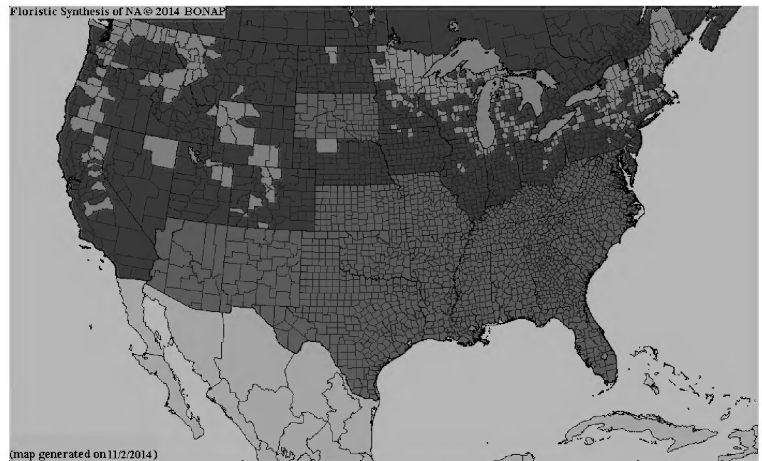 Floristic Synthesis of NA © 2014 BONAP
(map generated on 11/2/2014)